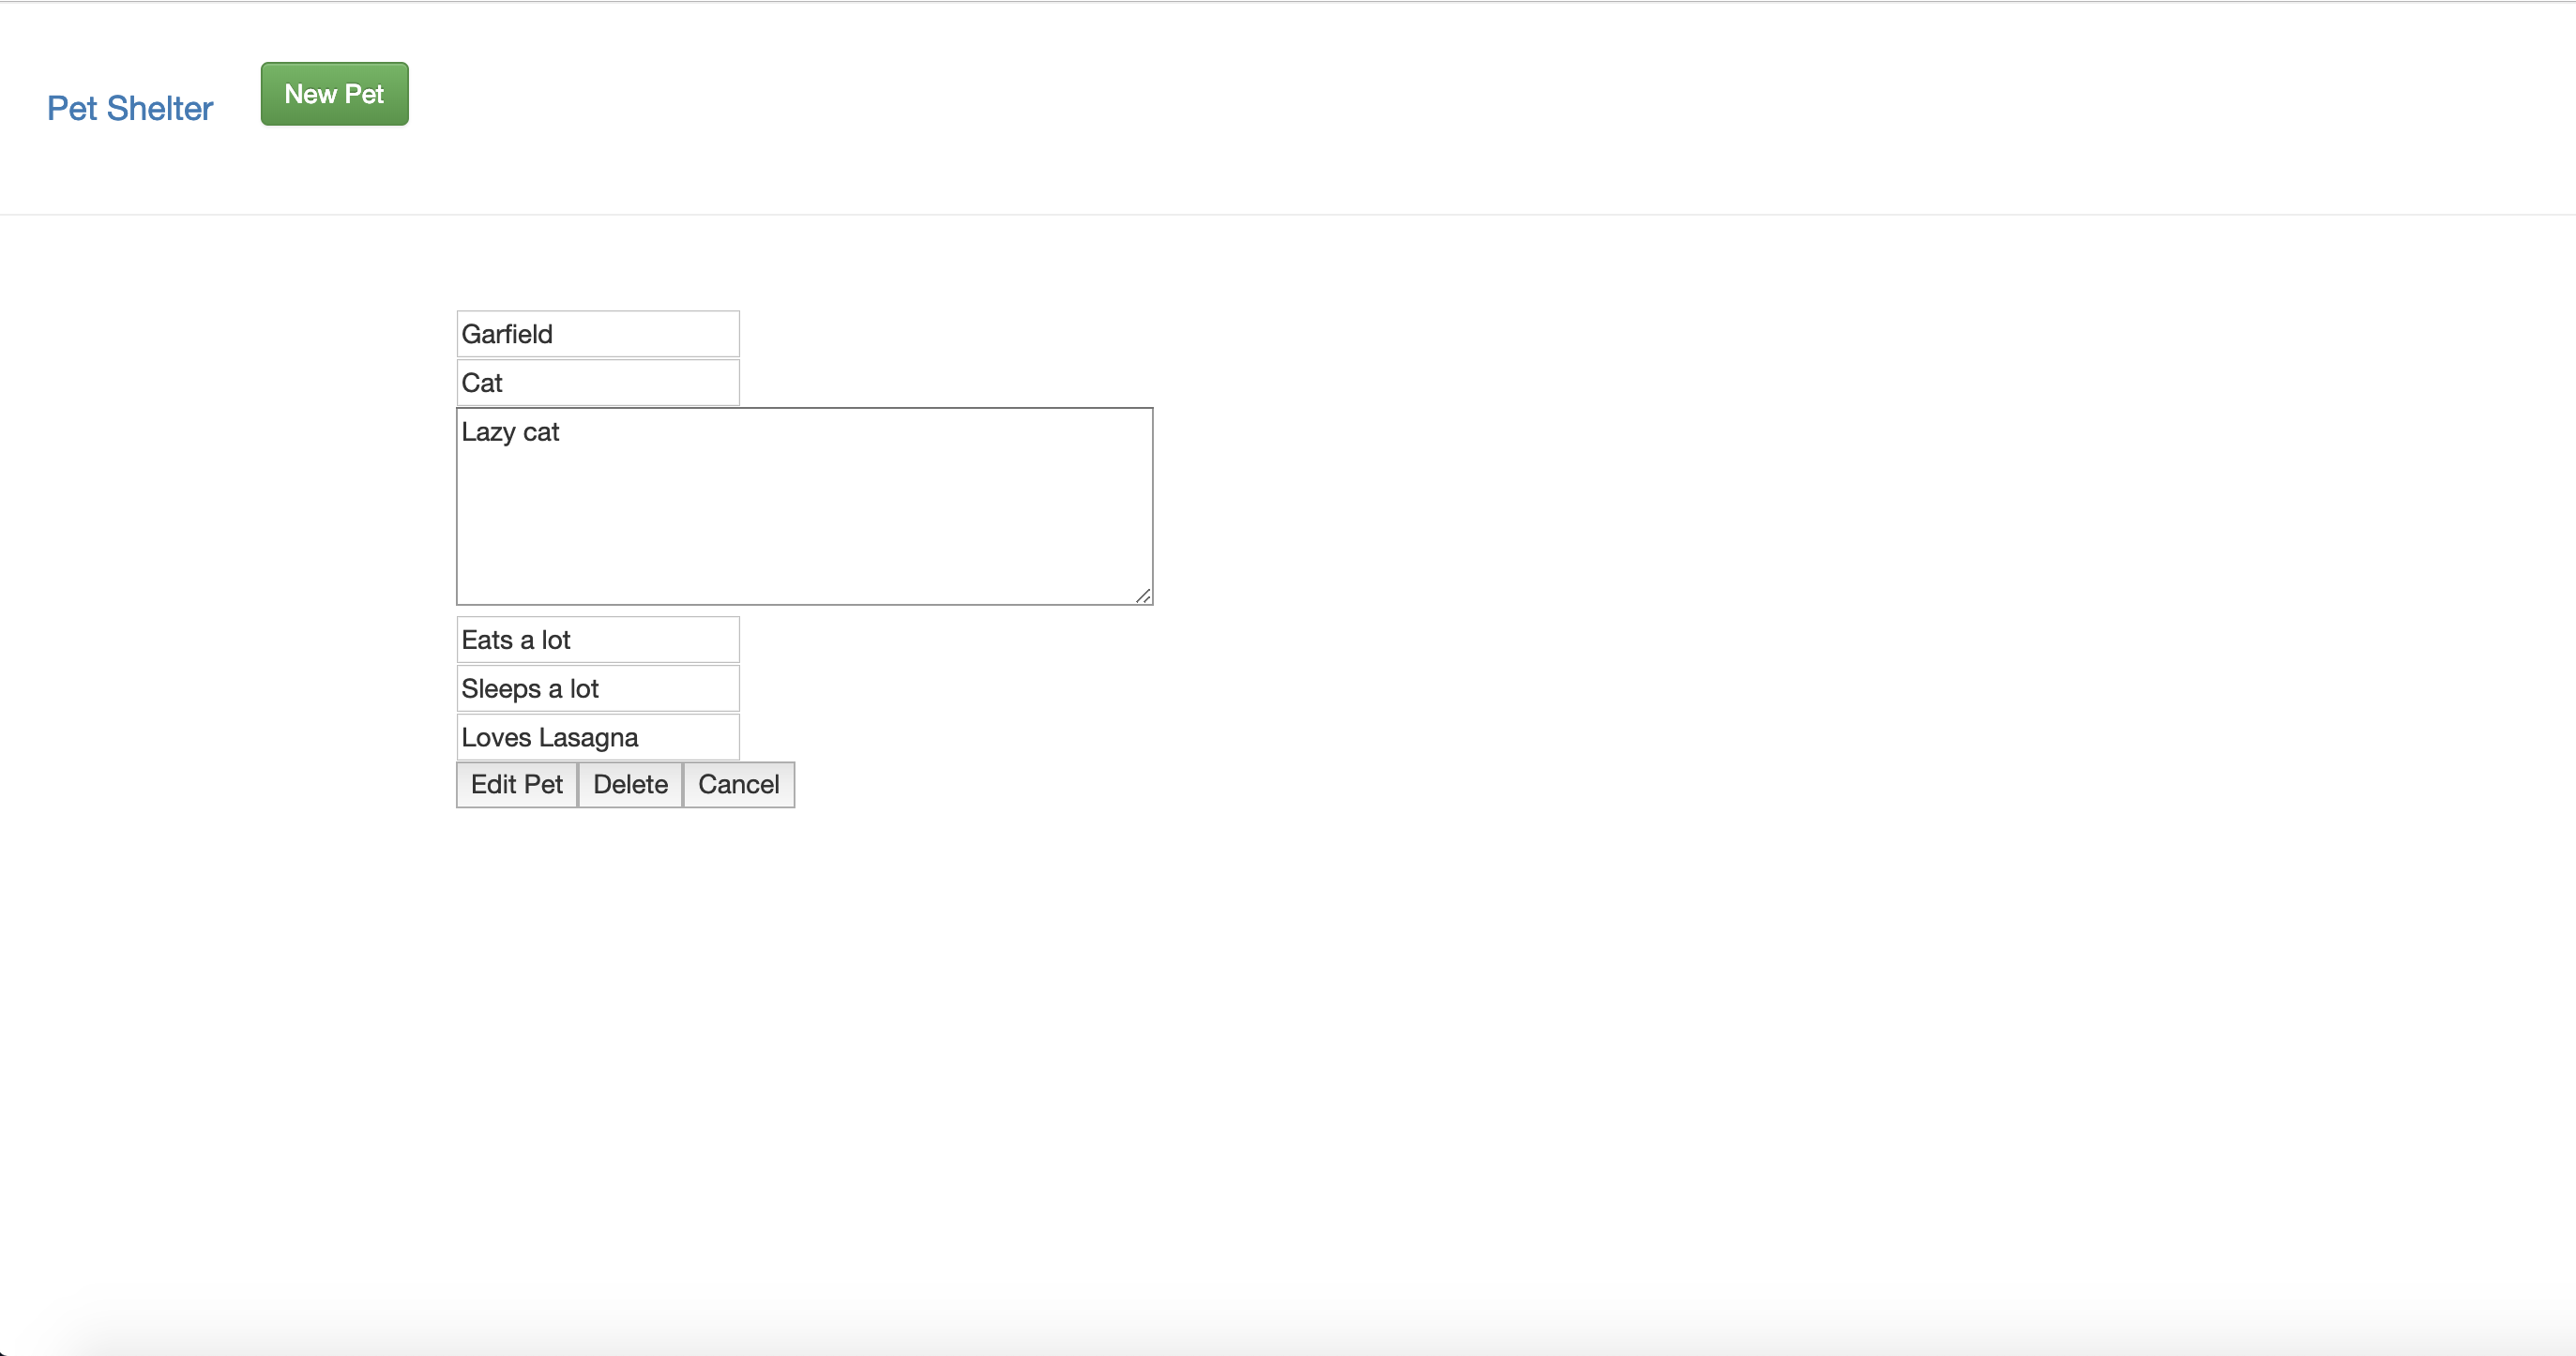 Pet Shelter
New Pet
Garfield
Cat
Lazy cat
Eats a lot
Sleeps a lot
Loves Lasagna
Edit Pet Delete Cancel